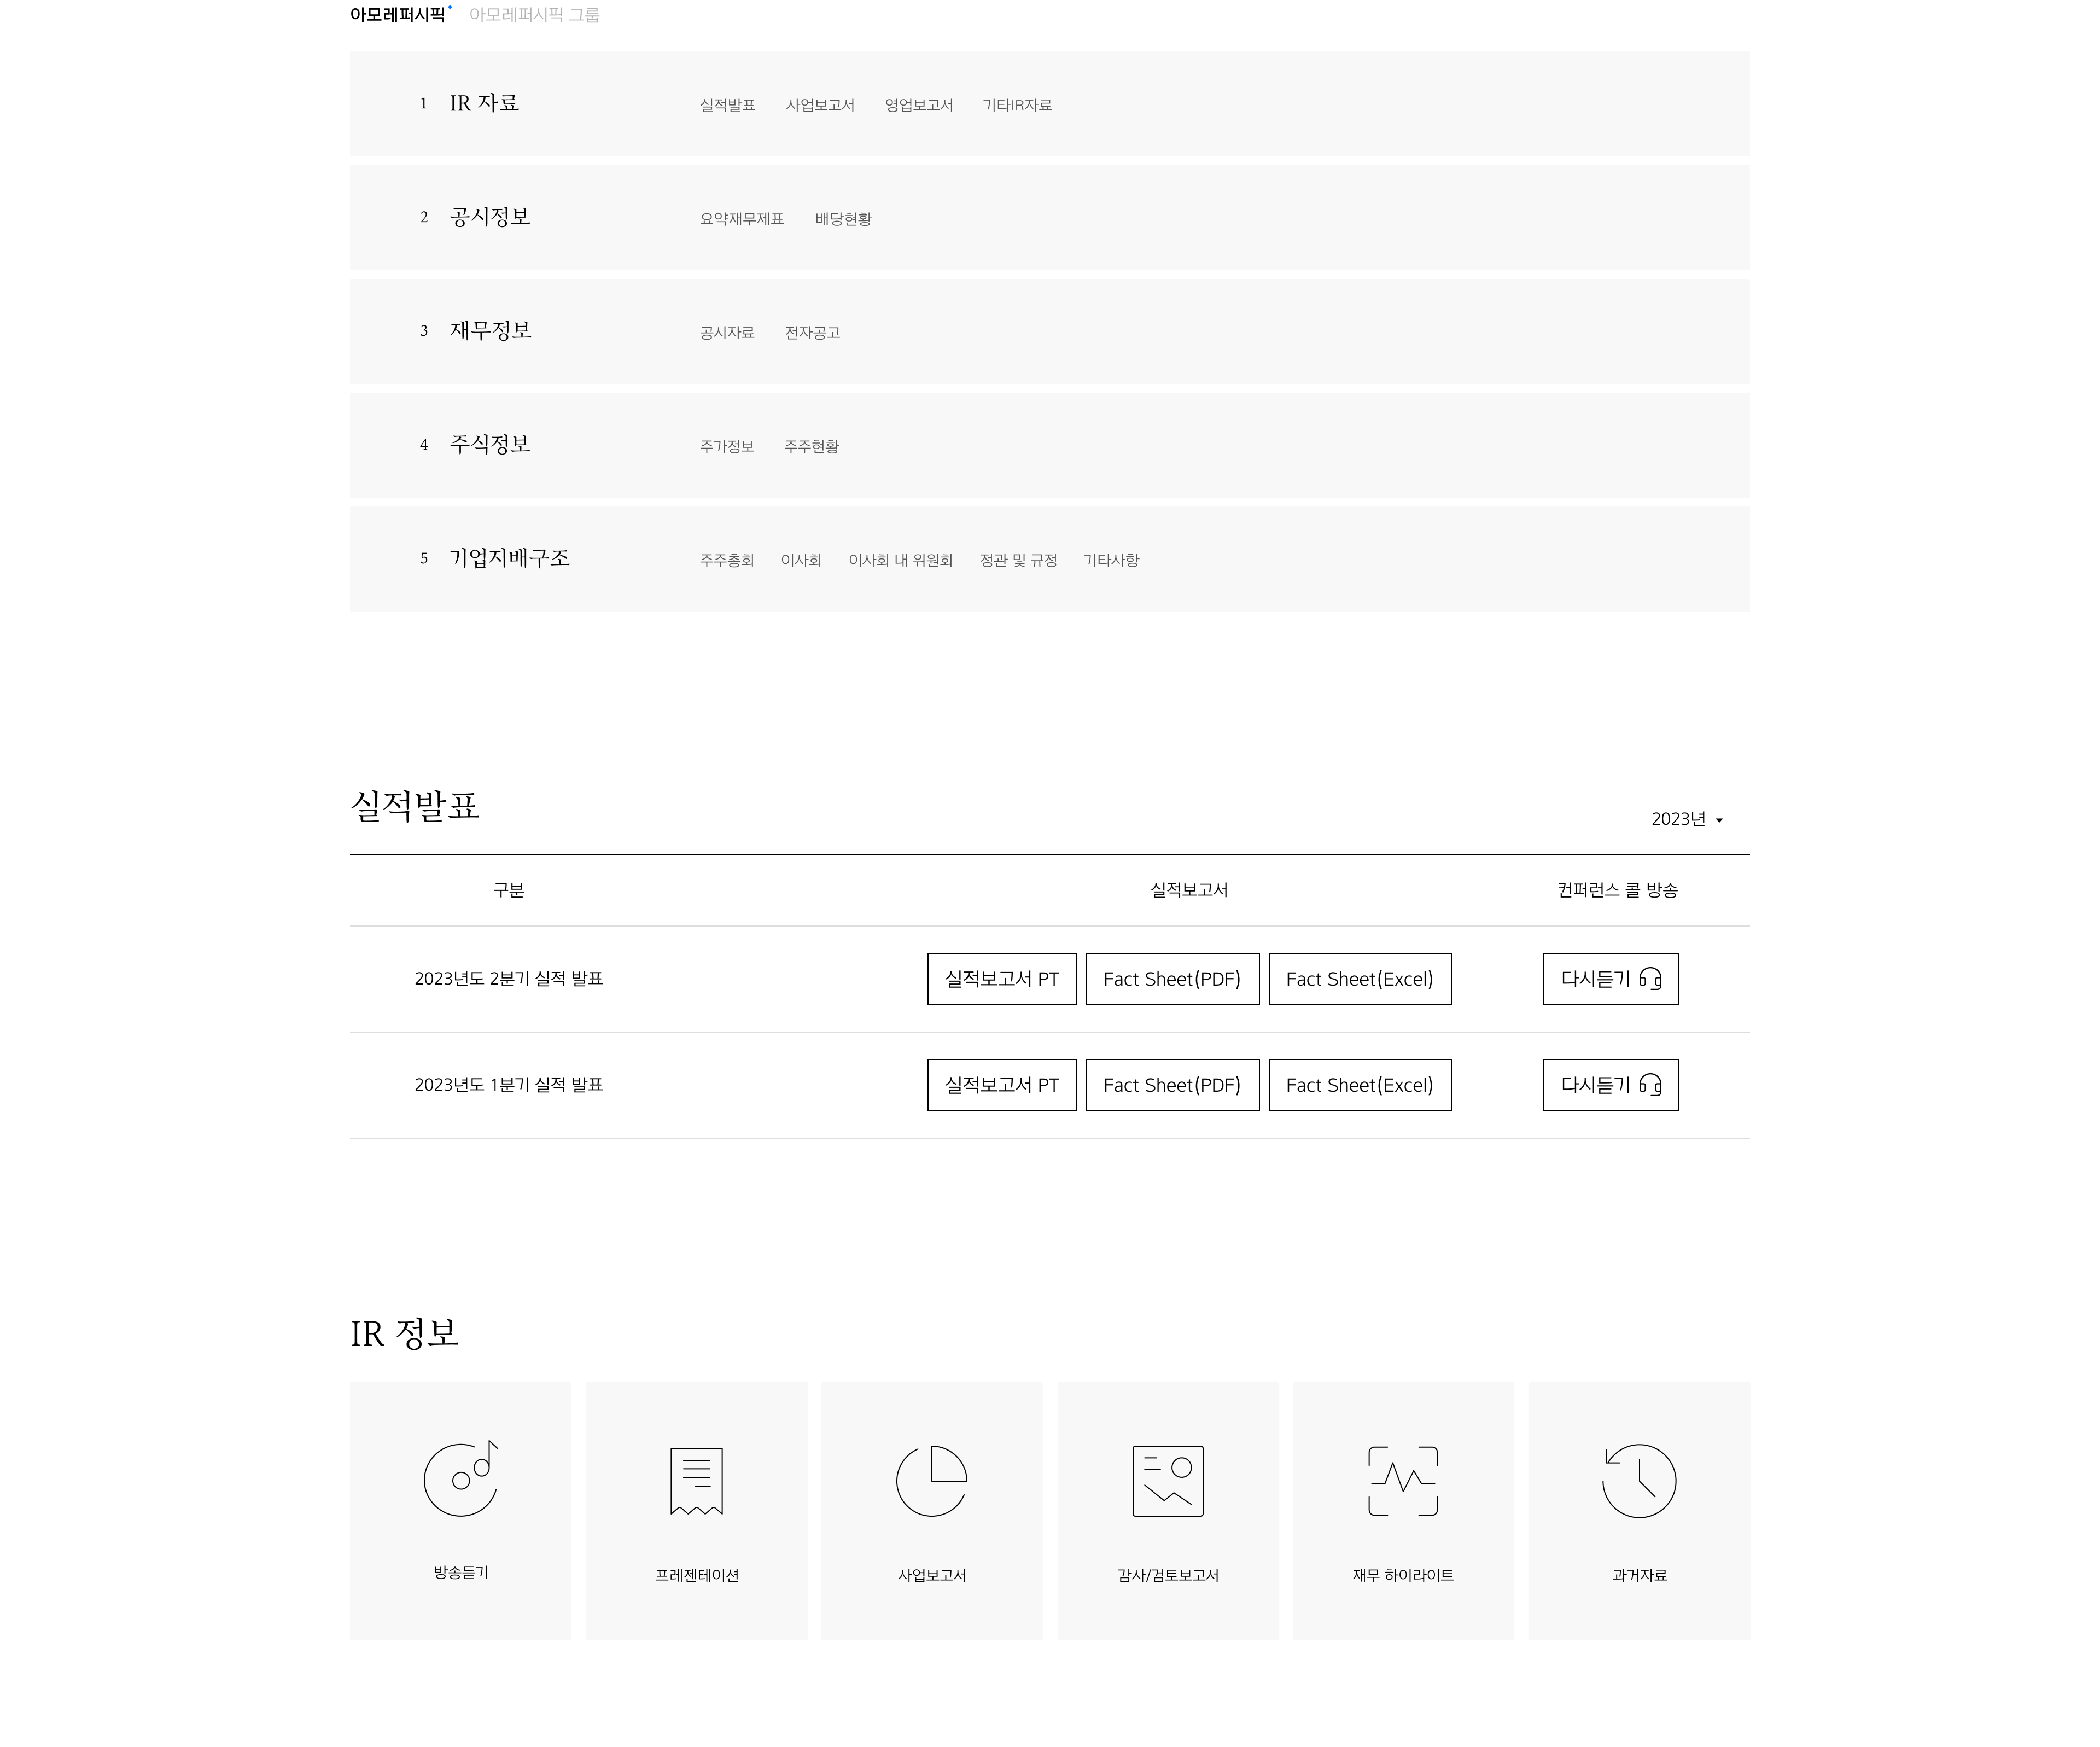 아모레퍼시픽 아모레퍼시픽 그룹
1 IR 자료 실적발표 사업보고서 영업보고서 기타IR자료
2 공시정보 요약재무제표 배당현황
3 재무정보 공시자료 전자공고
4 주식정보 주가정보 주주현황
5 기업지배구조 주주총회 이사회 이사회 내 위원회 정관 및 규정 기타사항
실적발표
2023년
구분 실적보고서 컨퍼런스 콜 방송
2023년도 2분기 실적 발표 실적보고서 PT Fact Sheet(PDF) Fact Sheet(Excel) 다시듣기
2023년도 1분기 실적 발표 실적보고서 PT Fact Sheet(PDF) Fact Sheet(Excel) 다시듣기
IR 정보
방송듣기 프레젠테이션 사업보고서 감사/검토보고서 재무 하이라이트 과거자료